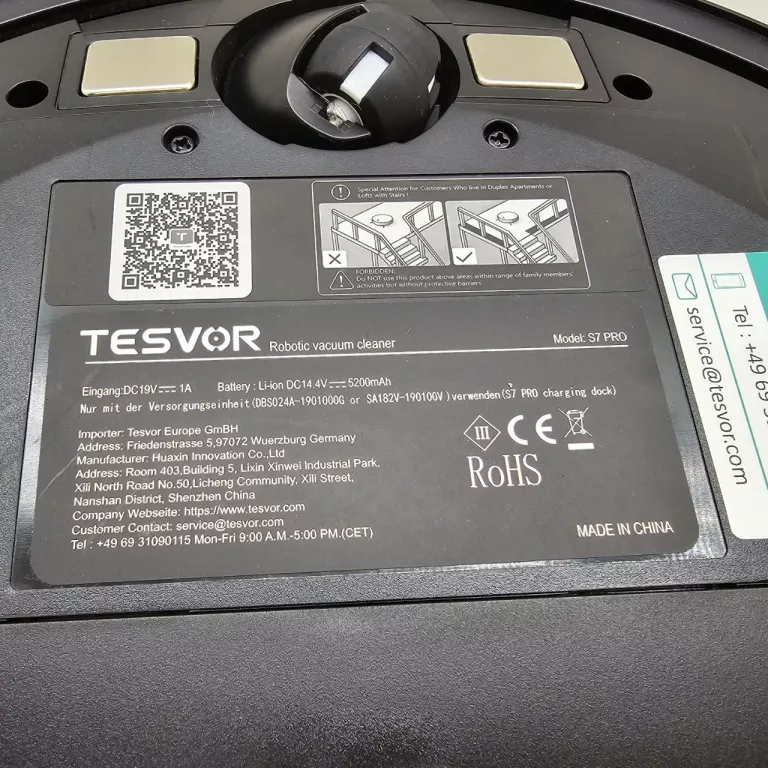 Special Attention for Customers Who live in Duplex Apartments or
Lofts with Stairs !
FORBIDDEN:
Do NOT use this product above areas within range of family members'
activities but without protective barriers.
TESVOR Robotic vacuum cleaner
Model: S7 PRO
Eingang:DC19V⎓1A Battery : Li-ion DC14.4V⎓5200mAh
Nur mit der Versorgungseinheit(DBS024A-1901000G or SA182V-190100V)verwenden(S7 PRO charging dock)
Importer: Tesvor Europe GmBH
Address: Friedenstrasse 5,97072 Wuerzburg Germany
Manufacturer: Huaxin Innovation Co.,Ltd
Address: Room 403,Building 5, Lixin Xinwei Industrial Park,
Xili North Road No.50,Licheng Community, Xili Street,
Nanshan District, Shenzhen China
Company Webseite: https://www.tesvor.com
Customer Contact: service@tesvor.com
Tel : +49 69 31090115 Mon-Fri 9:00 A.M.-5:00 PM.(CET)
III CE
RoHS
MADE IN CHINA
Tel : +49 69
service@tesvor.com